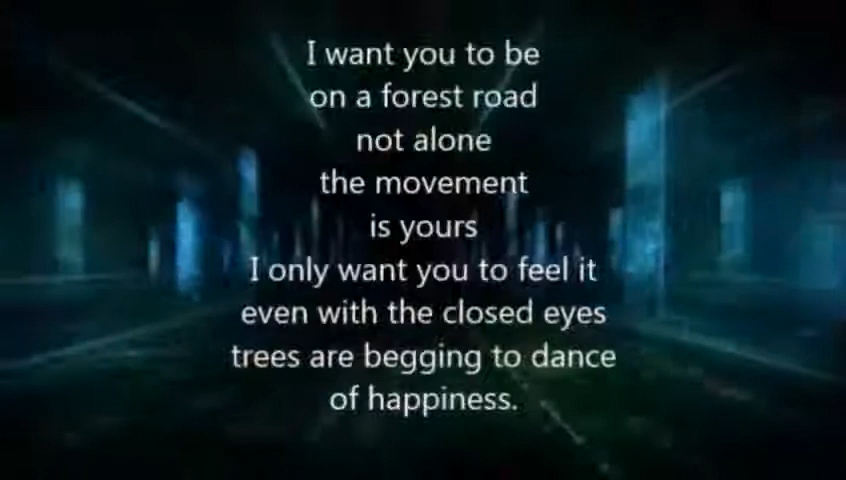 I want you to be
on a forest road
not alone
the movement
is yours
I only want you to feel it
even with the closed eyes
trees are begging to dance
of happiness.